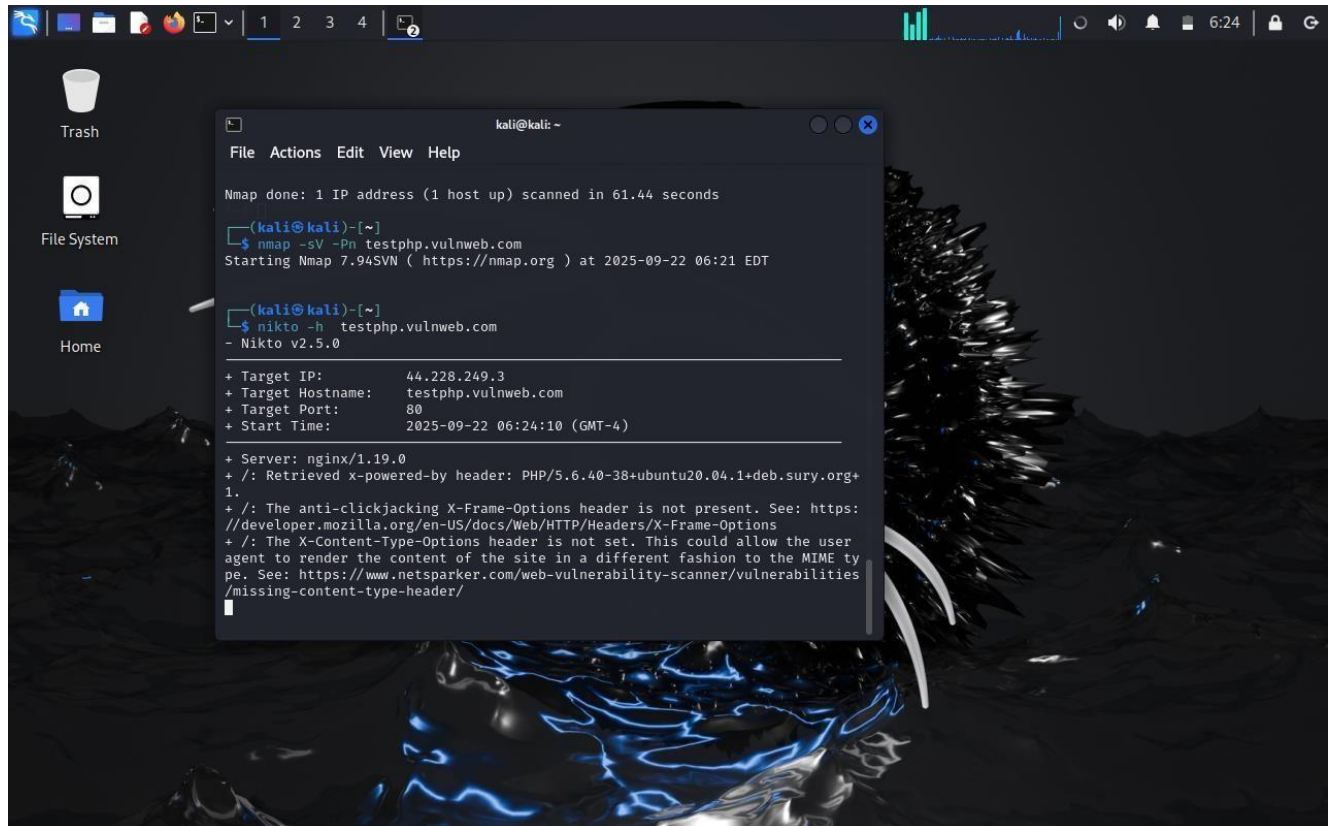 1 2 3 4
2
6:24
Trash
File System
Home
kali@kali: ~
File Actions Edit View Help
Nmap done: 1 IP address (1 host up) scanned in 61.44 seconds
┌──(kali㉿kali)-[~]
└─$ nmap -sV -Pn testphp.vulnweb.com
Starting Nmap 7.94SVN ( https://nmap.org ) at 2025-09-22 06:21 EDT
┌──(kali㉿kali)-[~]
└─$ nikto -h  testphp.vulnweb.com
- Nikto v2.5.0
+ Target IP:          44.228.249.3
+ Target Hostname:    testphp.vulnweb.com
+ Target Port:        80
+ Start Time:         2025-09-22 06:24:10 (GMT-4)
+ Server: nginx/1.19.0
+ /: Retrieved x-powered-by header: PHP/5.6.40-38+ubuntu20.04.1+deb.sury.org+
1.
+ /: The anti-clickjacking X-Frame-Options header is not present. See: https:
//developer.mozilla.org/en-US/docs/Web/HTTP/Headers/X-Frame-Options
+ /: The X-Content-Type-Options header is not set. This could allow the user
agent to render the content of the site in a different fashion to the MIME ty
pe. See: https://www.netsparker.com/web-vulnerability-scanner/vulnerabilities
/missing-content-type-header/